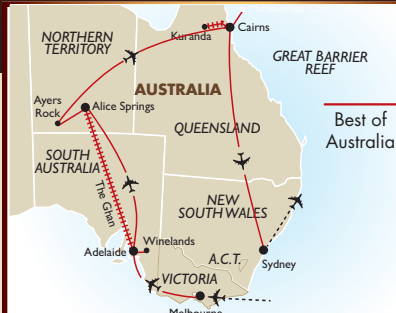 NORTHERN
TERRITORY
Kuranda
Cairns
GREAT BARRIER
REEF
AUSTRALIA
Ayers
Rock
Alice Springs
Best of
Australia
QUEENSLAND
SOUTH
AUSTRALIA
The Ghan
NEW
SOUTH WALES
Adelaide
Winelands
A.C.T.
Sydney
VICTORIA
Melbourne